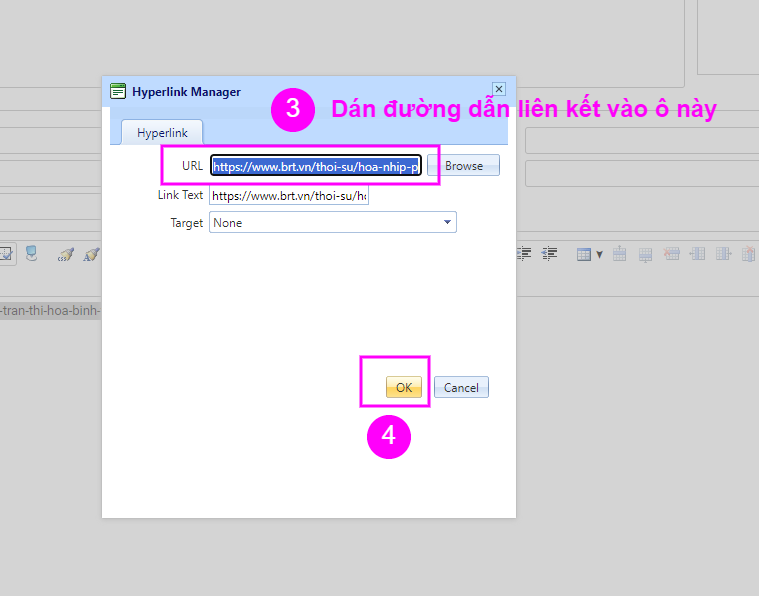 Hyperlink Manager
3 Dán đường dẫn liên kết vào ô này
Hyperlink
URL https://www.brt.vn/thoi-su/hoa-nhip-p Browse
Link Text https://www.brt.vn/thoi-su/h
Target None
-tran-thi-hoa-binh-
OK Cancel
4